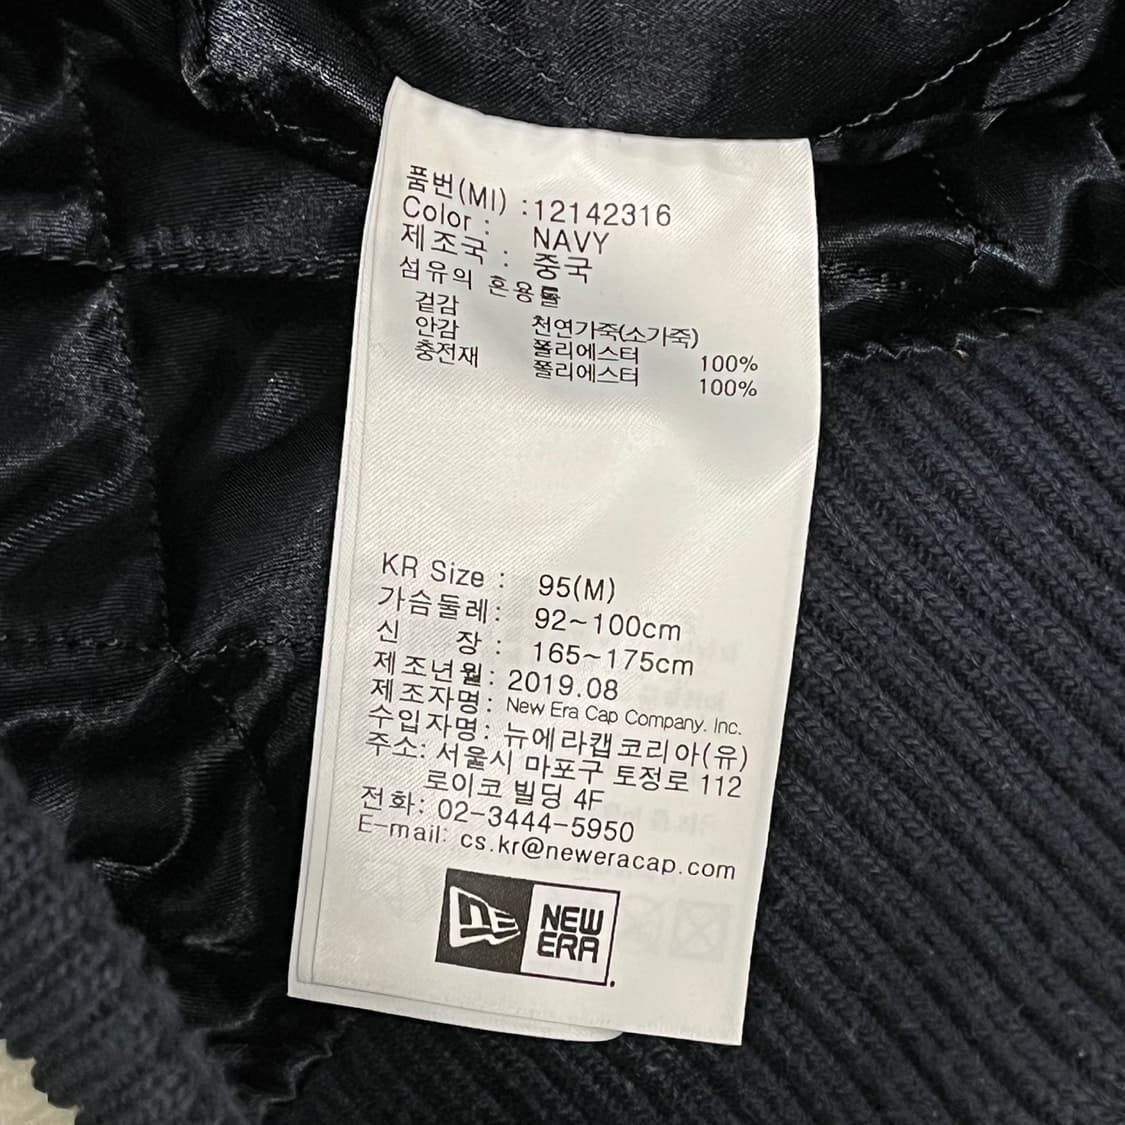 품번(MI) : 12142316
Color : NAVY
제조국 : 중국
섬유의 혼용률
겉감 천연가죽(소가죽)
안감 폴리에스터 100%
충전재 폴리에스터 100%
KR Size : 95(M)
가슴둘레: 92~100cm
신 장 : 165~175cm
제조년월: 2019.08
제조자명: New Era Cap Company. Inc.
수입자명: 뉴에라캡코리아(유)
주소: 서울시 마포구 토정로 112
로이코 빌딩 4F
전화: 02-3444-5950
E-mail: cs.kr@neweracap.com
NEW
ERA